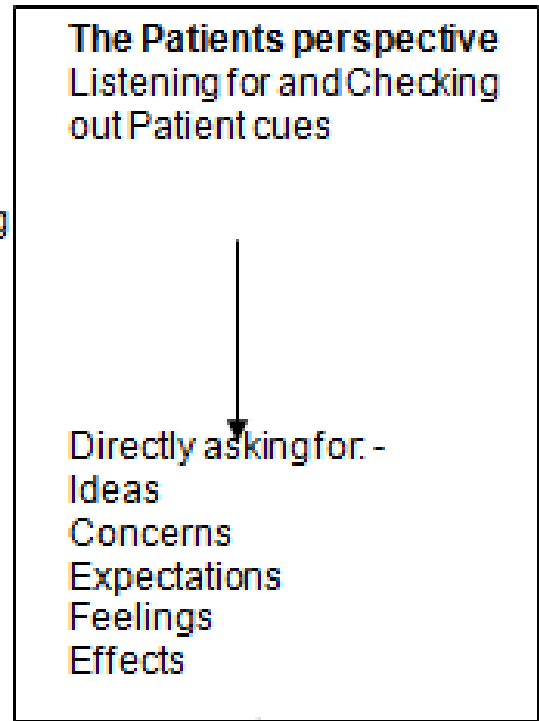 The Patients perspective
Listening for and Checking
out Patient cues
g
Directly asking for: -
Ideas
Concerns
Expectations
Feelings
Effects